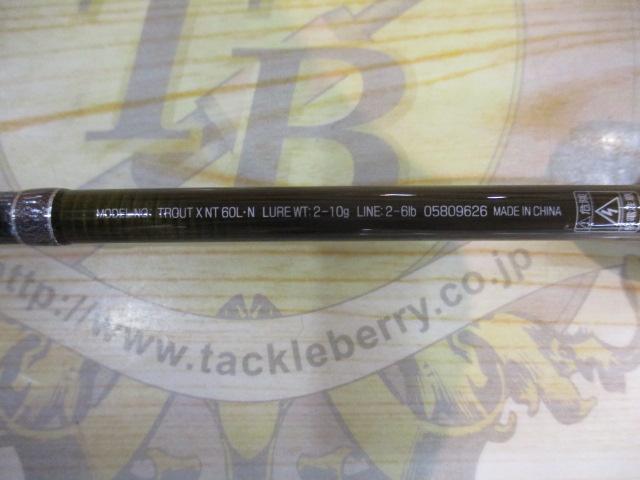 TB
MODEL NO. TROUT X NT 60L・N LURE WT: 2-10g LINE: 2-6lb 05809626 MADE IN CHINA
http://www.tackleberry.co.jp